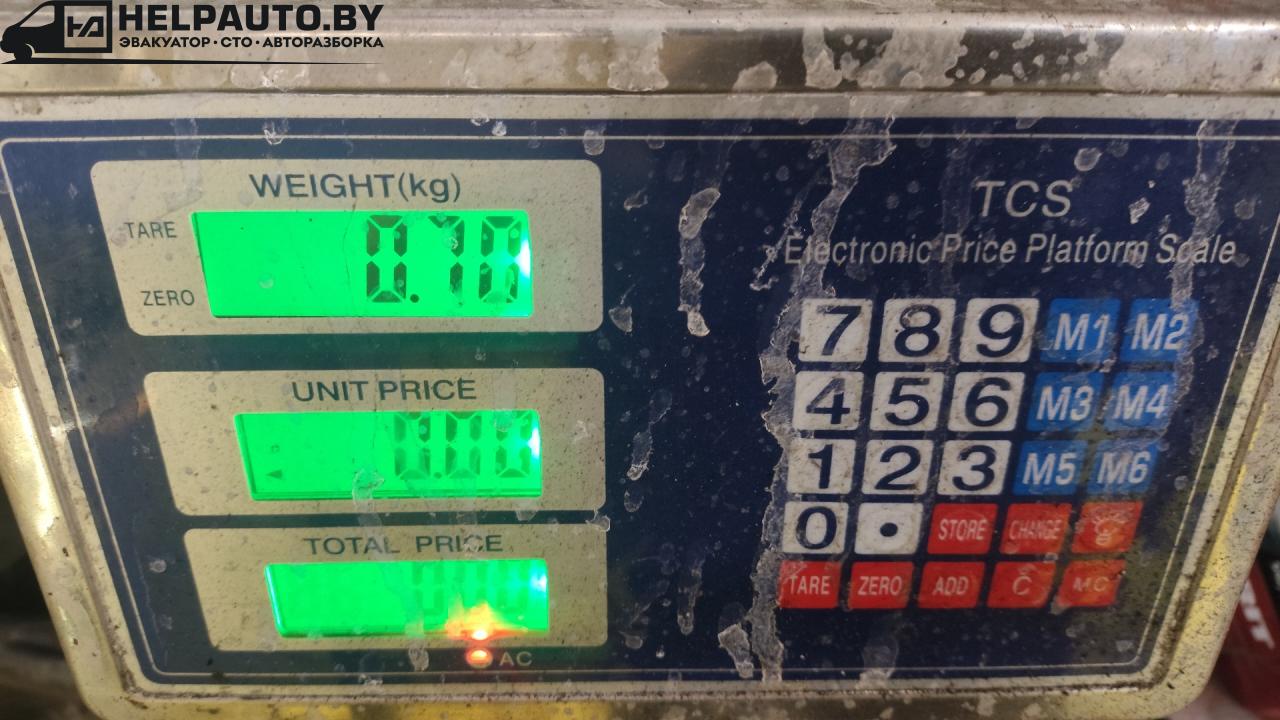 HELPAUTO.BY
ЭВАКУАТОР · СТО · АВТОРАЗБОРКА
WEIGHT(kg)
TARE
0.70
ZERO
UNIT PRICE
0.00
TOTAL PRICE
AC
TCS
Electronic Price Platform Scale
7 8 9 M1 M2
4 5 6 M3 M4
1 2 3 M5 M6
0 • STORE CHANGE
TARE ZERO ADD C MC